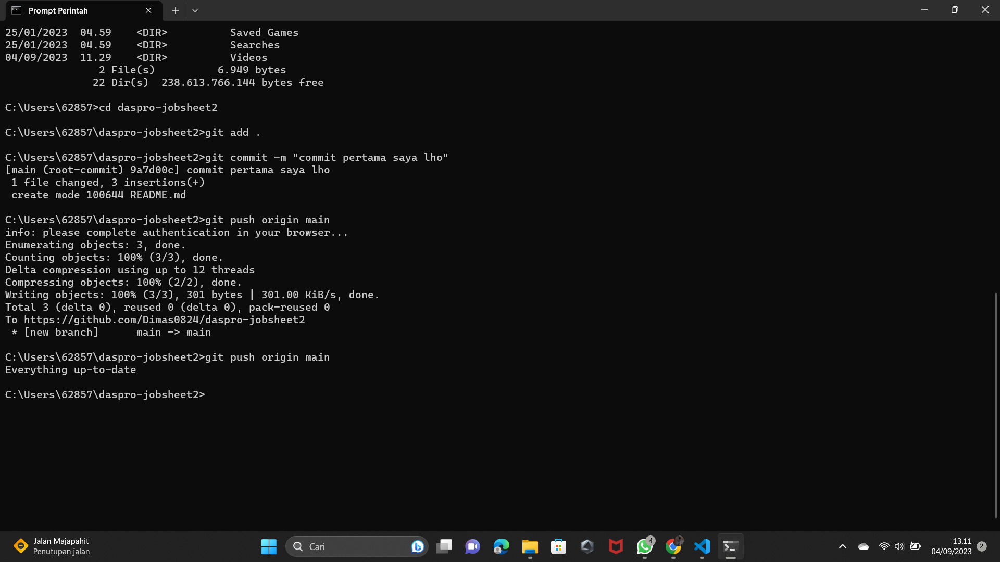 Prompt Perintah
25/01/2023  04.59    <DIR>          Saved Games
25/01/2023  04.59    <DIR>          Searches
04/09/2023  11.29    <DIR>          Videos
               2 File(s)          6.949 bytes
              22 Dir(s)  238.613.766.144 bytes free
C:\Users\62857>cd daspro-jobsheet2
C:\Users\62857\daspro-jobsheet2>git add .
C:\Users\62857\daspro-jobsheet2>git commit -m "commit pertama saya lho"
[main (root-commit) 9a7d00c] commit pertama saya lho
 1 file changed, 3 insertions(+)
 create mode 100644 README.md
C:\Users\62857\daspro-jobsheet2>git push origin main
info: please complete authentication in your browser...
Enumerating objects: 3, done.
Counting objects: 100% (3/3), done.
Delta compression using up to 12 threads
Compressing objects: 100% (2/2), done.
Writing objects: 100% (3/3), 301 bytes | 301.00 KiB/s, done.
Total 3 (delta 0), reused 0 (delta 0), pack-reused 0
To https://github.com/Dimas0824/daspro-jobsheet2
 * [new branch]      main -> main
C:\Users\62857\daspro-jobsheet2>git push origin main
Everything up-to-date
C:\Users\62857\daspro-jobsheet2>
Jalan Majapahit
Penutupan jalan
Cari
4
13.11
04/09/2023
2